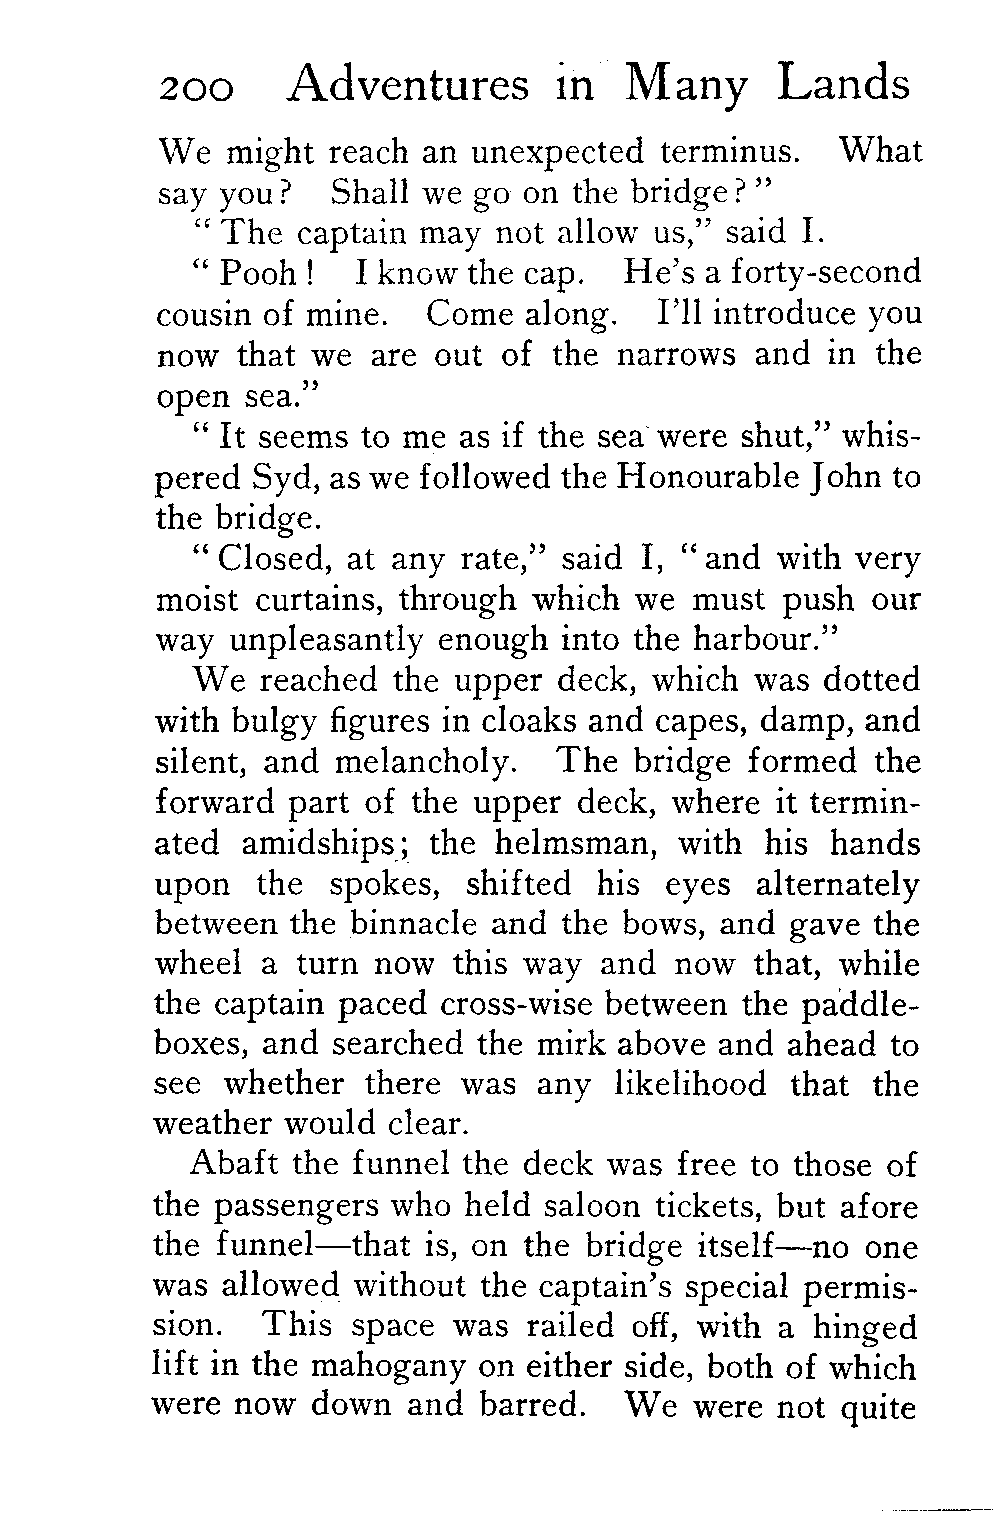 200 Adventures in Many Lands
We might reach an unexpected terminus. What
say you? Shall we go on the bridge?”
“ The captain may not allow us,” said I.
“ Pooh ! I know the cap. He’s a forty-second
cousin of mine. Come along. I’ll introduce you
now that we are out of the narrows and in the
open sea.”
“ It seems to me as if the sea were shut,” whis-
pered Syd, as we followed the Honourable John to
the bridge.
“ Closed, at any rate,” said I, “ and with very
moist curtains, through which we must push our
way unpleasantly enough into the harbour.”
We reached the upper deck, which was dotted
with bulgy figures in cloaks and capes, damp, and
silent, and melancholy. The bridge formed the
forward part of the upper deck, where it termin-
ated amidships; the helmsman, with his hands
upon the spokes, shifted his eyes alternately
between the binnacle and the bows, and gave the
wheel a turn now this way and now that, while
the captain paced cross-wise between the paddle-
boxes, and searched the mirk above and ahead to
see whether there was any likelihood that the
weather would clear.
Abaft the funnel the deck was free to those of
the passengers who held saloon tickets, but afore
the funnel—that is, on the bridge itself—no one
was allowed without the captain’s special permis-
sion. This space was railed off, with a hinged
lift in the mahogany on either side, both of which
were now down and barred. We were not quite